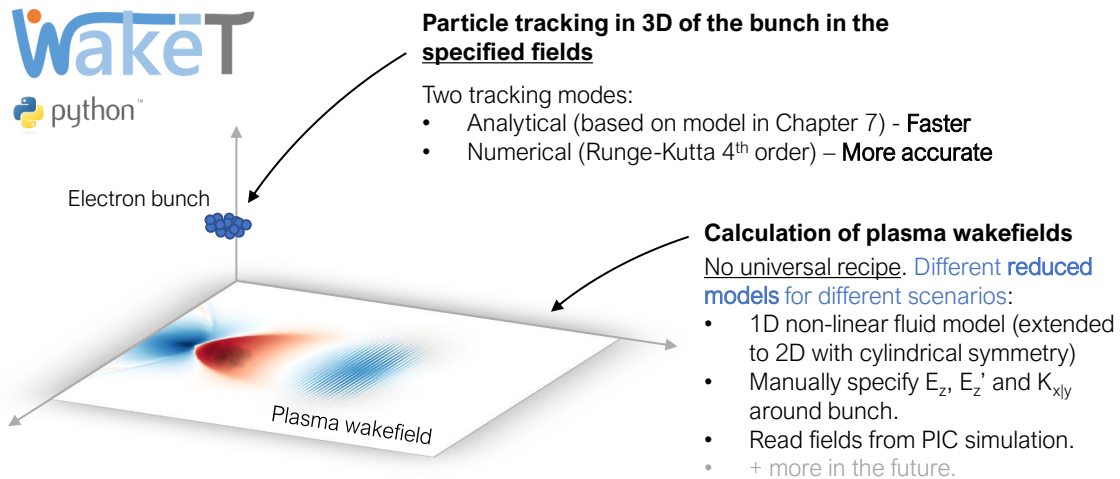 WakeT
python™
Particle tracking in 3D of the bunch in the
specified fields
Two tracking modes:
• Analytical (based on model in Chapter 7) - Faster
• Numerical (Runge-Kutta 4th order) – More accurate
Electron bunch
Calculation of plasma wakefields
No universal recipe. Different reduced
models for different scenarios:
• 1D non-linear fluid model (extended
to 2D with cylindrical symmetry)
• Manually specify Ez, Ez’ and Kx|y
around bunch.
• Read fields from PIC simulation.
• + more in the future.
Plasma wakefield